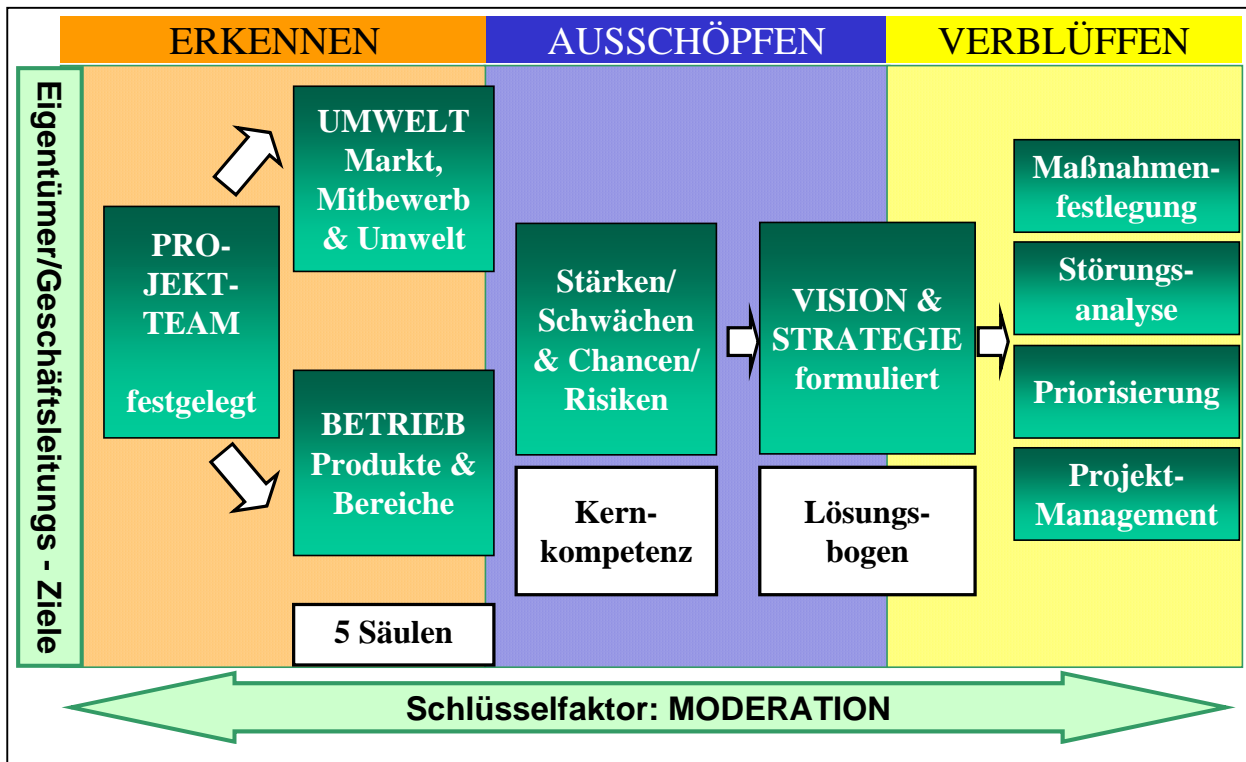 ERKENNEN
AUSSCHÖPFEN
VERBLÜFFEN
Eigentümer/Geschäftsleitungs - Ziele
PRO-
JEKT-
TEAM
festgelegt
UMWELT
Markt,
Mitbewerb
& Umwelt
BETRIEB
Produkte &
Bereiche
5 Säulen
Stärken/
Schwächen
& Chancen/
Risiken
Kern-
kompetenz
VISION &
STRATEGIE
formuliert
Lösungs-
bogen
Maßnahmen-
festlegung
Störungs-
analyse
Priorisierung
Projekt-
Management
Schlüsselfaktor: MODERATION